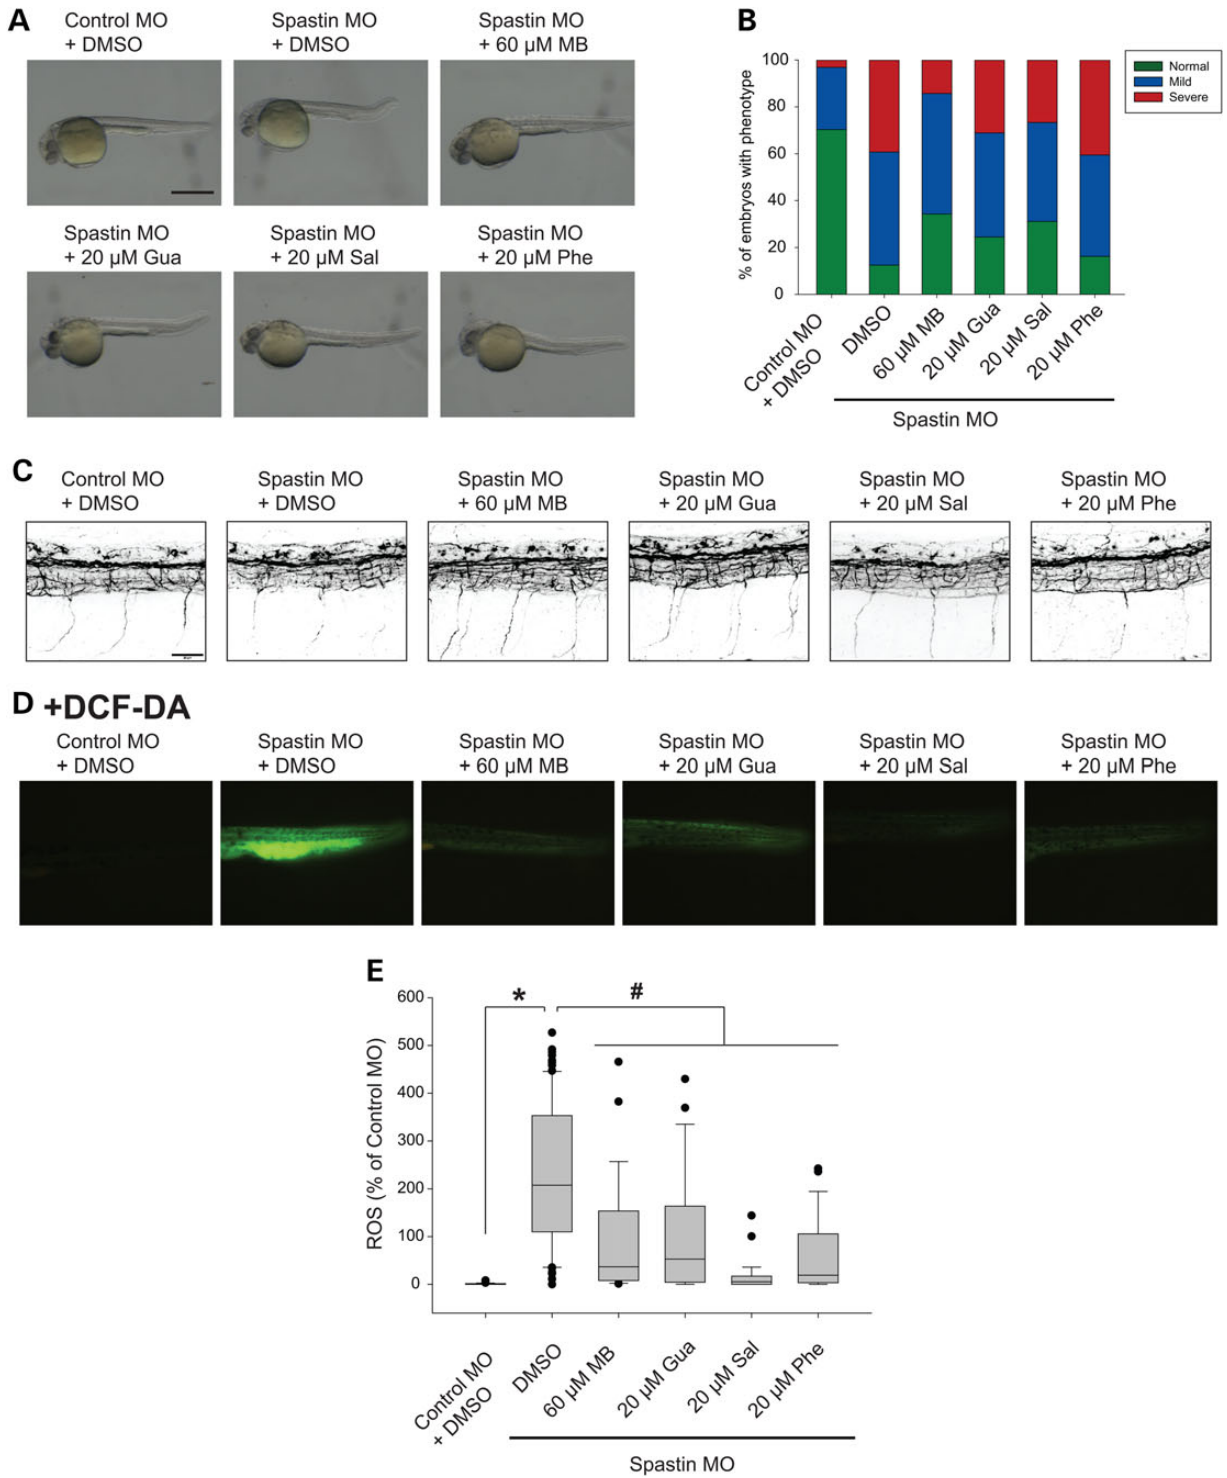 A
Control MO
+ DMSO
Spastin MO
+ DMSO
Spastin MO
+ 60 µM MB
Spastin MO
+ 20 µM Gua
Spastin MO
+ 20 µM Sal
Spastin MO
+ 20 µM Phe
B
% of embryos with phenotype
100
80
60
40
20
0
Normal
Mild
Severe
Control MO
+ DMSO
DMSO
60 µM MB
20 µM Gua
20 µM Sal
20 µM Phe
Spastin MO
C
Control MO
+ DMSO
Spastin MO
+ DMSO
Spastin MO
+ 60 µM MB
Spastin MO
+ 20 µM Gua
Spastin MO
+ 20 µM Sal
Spastin MO
+ 20 µM Phe
D +DCF-DA
Control MO
+ DMSO
Spastin MO
+ DMSO
Spastin MO
+ 60 µM MB
Spastin MO
+ 20 µM Gua
Spastin MO
+ 20 µM Sal
Spastin MO
+ 20 µM Phe
E
ROS (% of Control MO)
600
500
400
300
200
100
0
*
#
Control MO
+ DMSO
DMSO
60 µM MB
20 µM Gua
20 µM Sal
20 µM Phe
Spastin MO